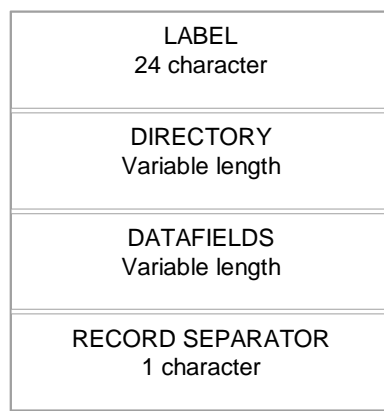 LABEL
24 character
DIRECTORY
Variable length
DATAFIELDS
Variable length
RECORD SEPARATOR
1 character